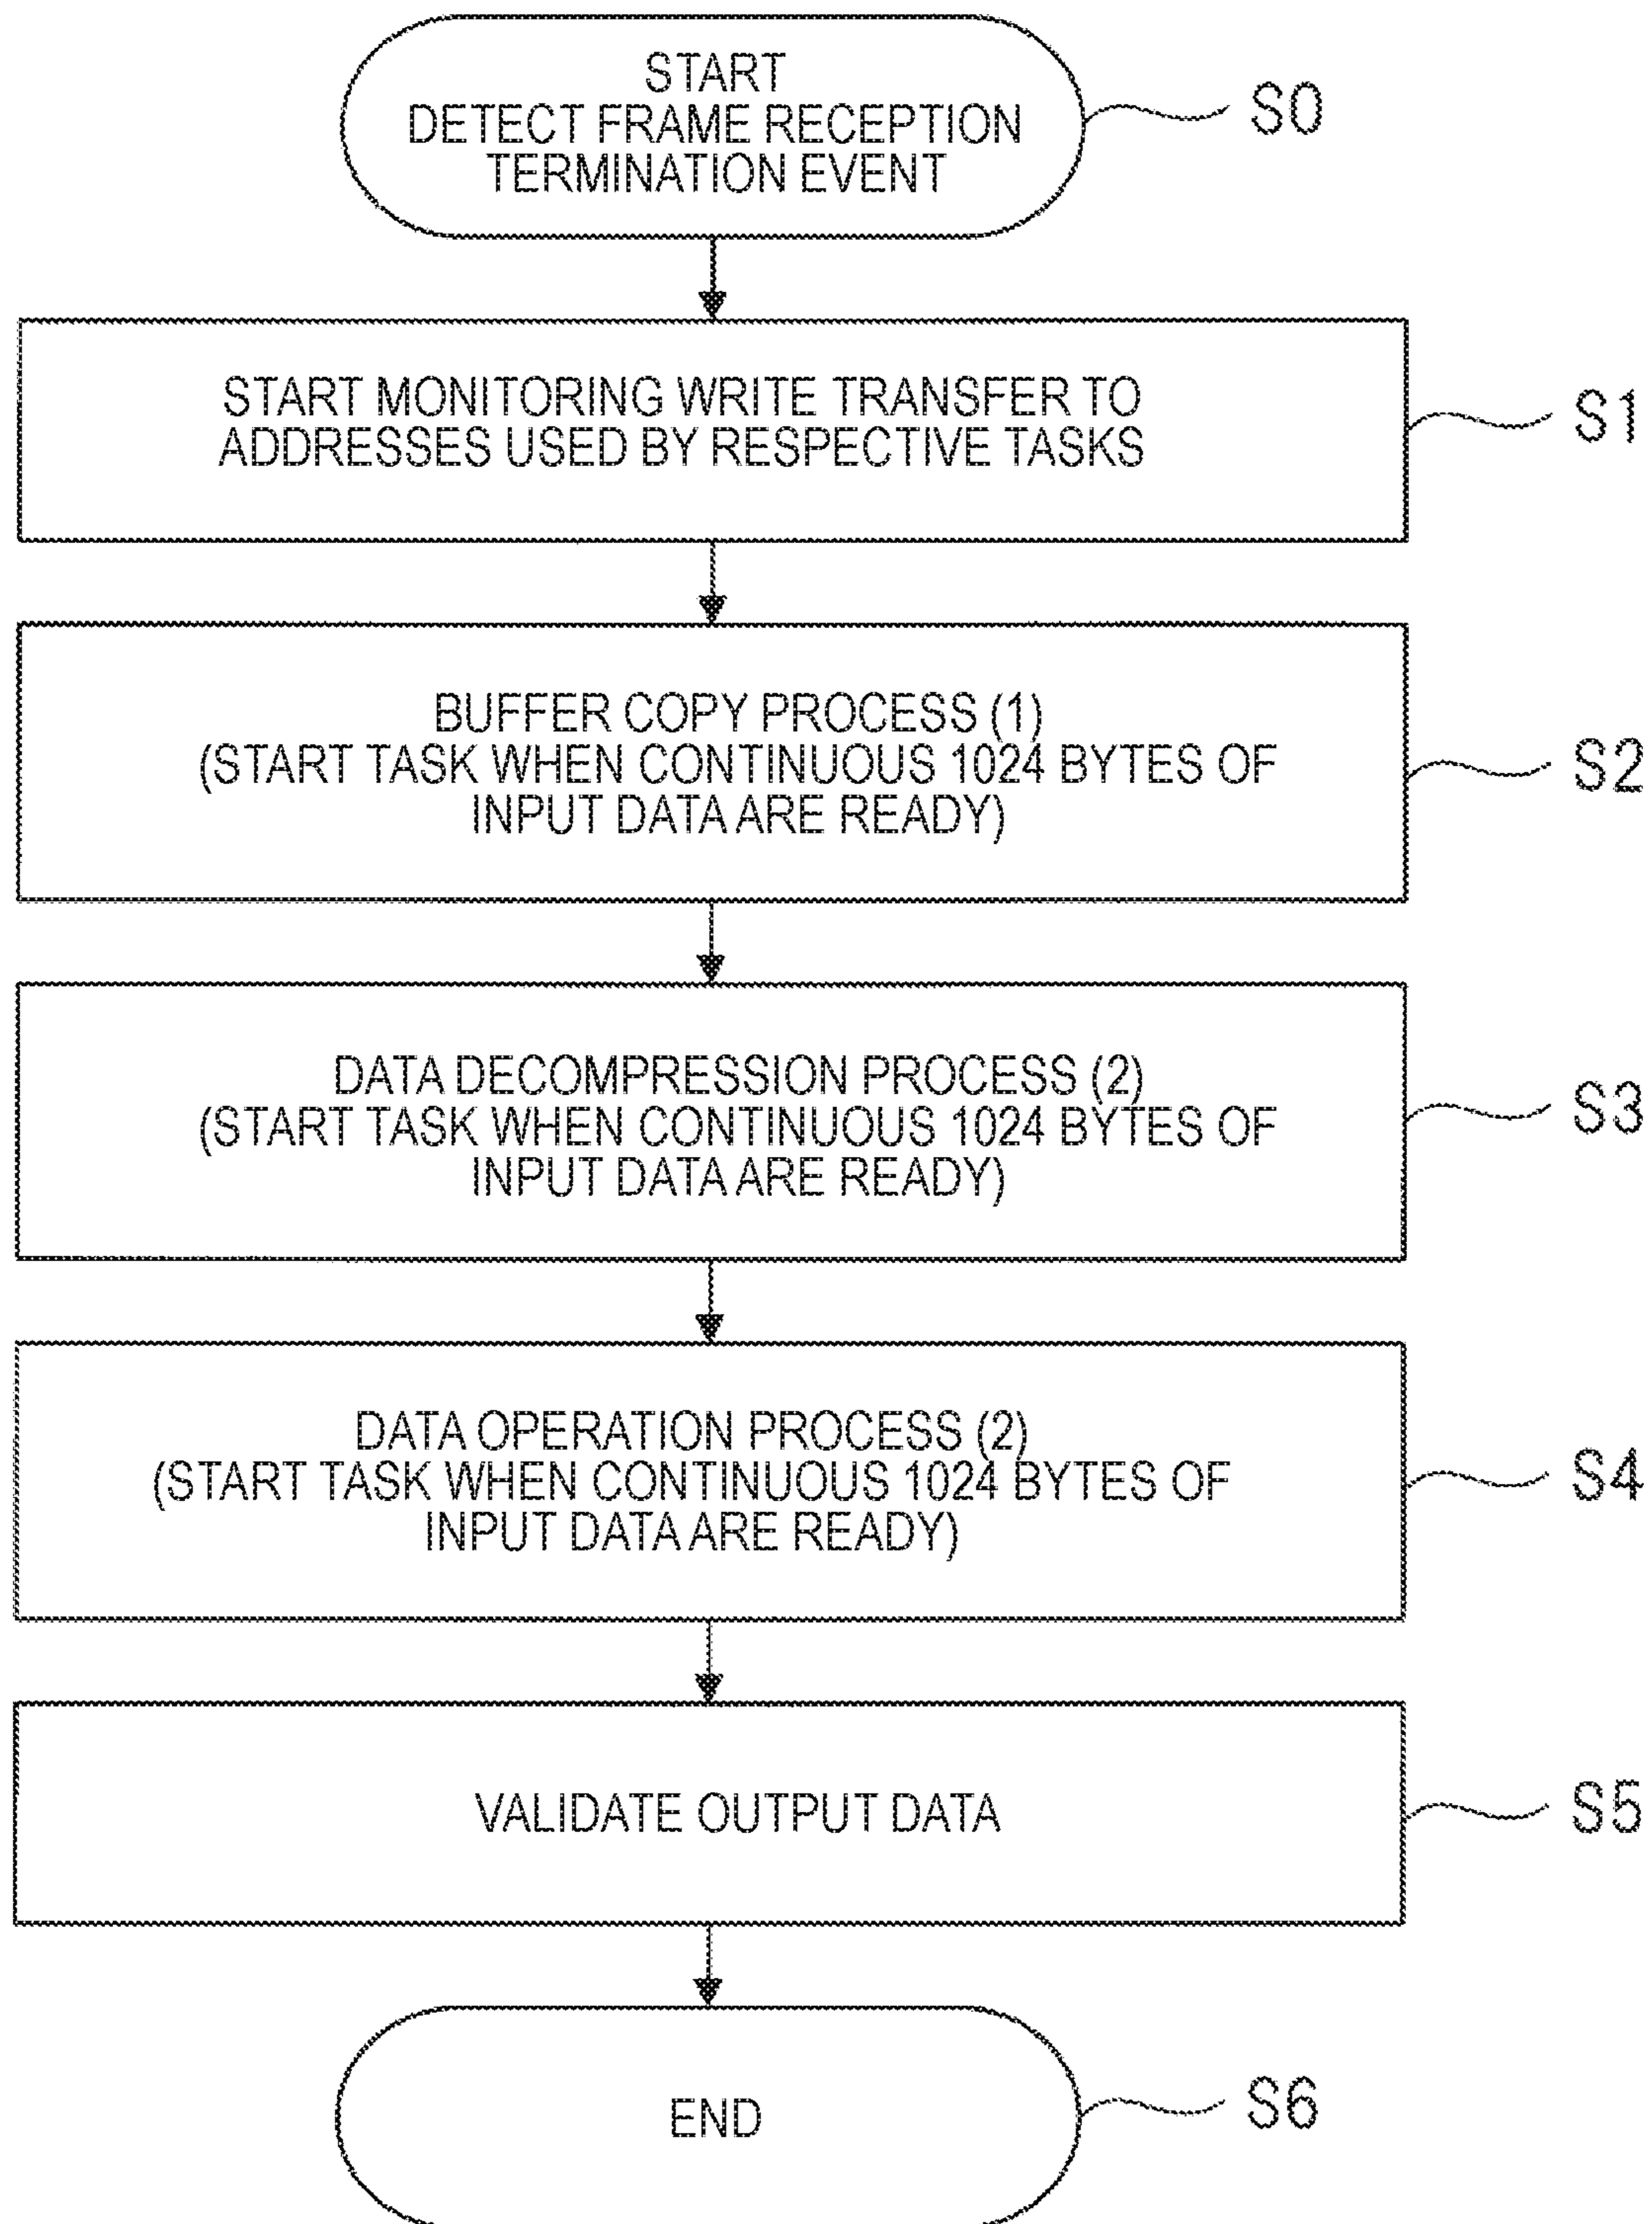 START
DETECT FRAME RECEPTION
TERMINATION EVENT
S0
START MONITORING WRITE TRANSFER TO
ADDRESSES USED BY RESPECTIVE TASKS
S1
BUFFER COPY PROCESS (1)
(START TASK WHEN CONTINUOUS 1024 BYTES OF
INPUT DATA ARE READY)
S2
DATA DECOMPRESSION PROCESS (2)
(START TASK WHEN CONTINUOUS 1024 BYTES OF
INPUT DATA ARE READY)
S3
DATA OPERATION PROCESS (2)
(START TASK WHEN CONTINUOUS 1024 BYTES OF
INPUT DATA ARE READY)
S4
VALIDATE OUTPUT DATA
S5
END
S6